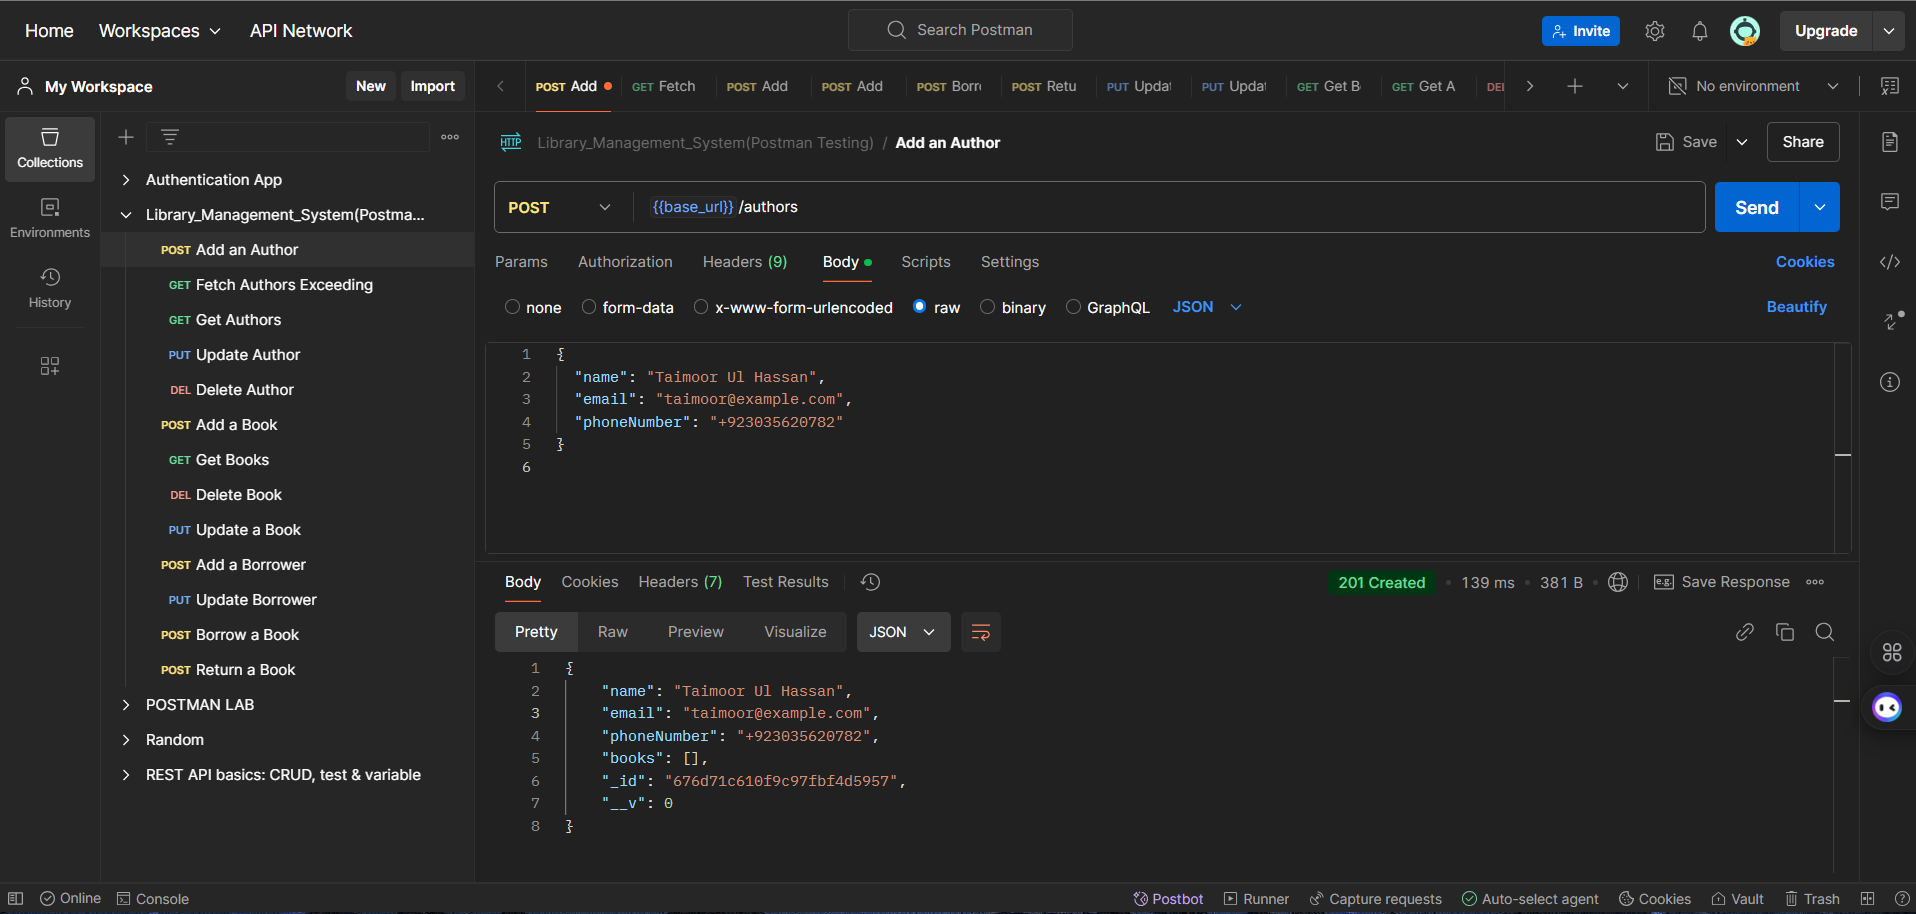 Home Workspaces API Network Search Postman Invite Upgrade
My Workspace New Import POST Add GET Fetch POST Add POST Add POST Borr POST Retu PUT Updat PUT Updat GET Get B GET Get A DEL No environment
Collections
Environments
History
Authentication App
Library_Management_System(Postma...
POST Add an Author
GET Fetch Authors Exceeding
GET Get Authors
PUT Update Author
DEL Delete Author
POST Add a Book
GET Get Books
DEL Delete Book
PUT Update a Book
POST Add a Borrower
PUT Update Borrower
POST Borrow a Book
POST Return a Book
POSTMAN LAB
Random
REST API basics: CRUD, test & variable
HTTP Library_Management_System(Postman Testing) / Add an Author Save Share
POST {{base_url}} /authors Send
Params Authorization Headers (9) Body Scripts Settings Cookies
none form-data x-www-form-urlencoded raw binary GraphQL JSON Beautify
1 {
2 "name": "Taimoor Ul Hassan",
3 "email": "taimoor@example.com",
4 "phoneNumber": "+923035620782"
5 }
6
Body Cookies Headers (7) Test Results 201 Created 139 ms 381 B e.g. Save Response
Pretty Raw Preview Visualize JSON
1 {
2 "name": "Taimoor Ul Hassan",
3 "email": "taimoor@example.com",
4 "phoneNumber": "+923035620782",
5 "books": [],
6 "_id": "676d71c610f9c97fbf4d5957",
7 "__v": 0
8 }
Online Console Postbot Runner Capture requests Auto-select agent Cookies Vault Trash